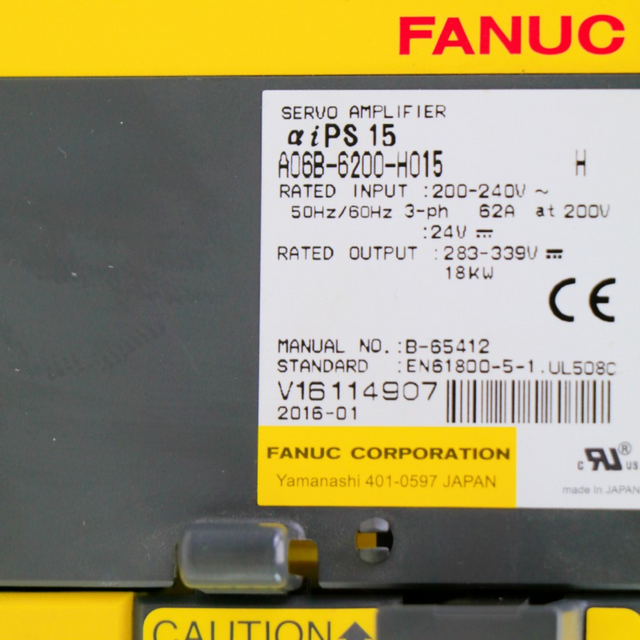 FANUC
SERVO AMPLIFIER
αiPS 15
A06B-6200-H015 H
RATED INPUT :200-240V ~
50Hz/60Hz 3-ph 62A at 200V
:24V ⎓
RATED OUTPUT :283-339V ⎓
18KW
CE
MANUAL NO. :B-65412
STANDARD :EN61800-5-1.UL508C
V16114907
2016-01
FANUC CORPORATION
Yamanashi 401-0597 JAPAN
c RU® US
made in JAPAN
CAUTION